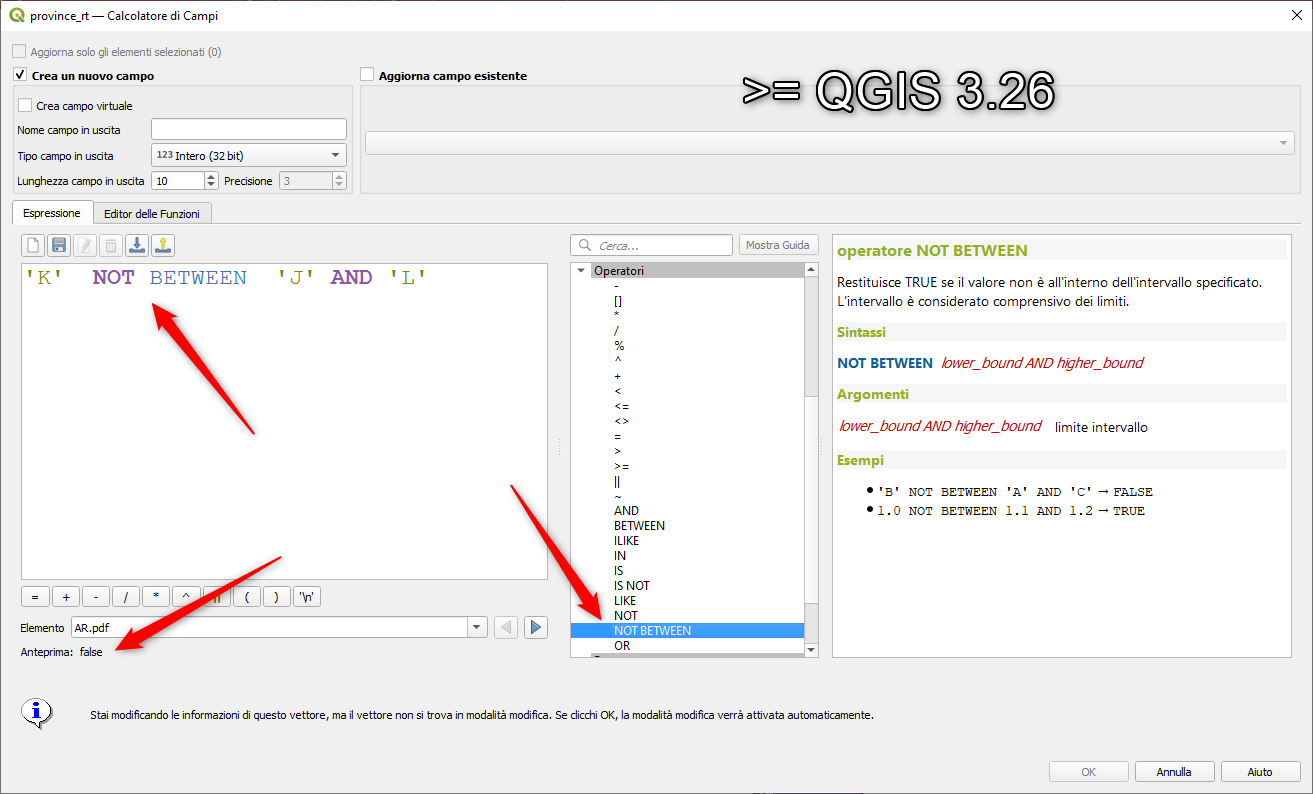 province_rt — Calcolatore di Campi
Aggiorna solo gli elementi selezionati (0)
Crea un nuovo campo
Aggiorna campo esistente
>= QGIS 3.26
Crea campo virtuale
Nome campo in uscita
Tipo campo in uscita
123 Intero (32 bit)
Lunghezza campo in uscita 10 Precisione 3
Espressione Editor delle Funzioni
Cerca... Mostra Guida
'K' NOT BETWEEN 'J' AND 'L'
Operatori
-
[]
*
/
%
^
+
<
<=
<>
=
>
>=
||
~
AND
BETWEEN
ILIKE
IN
IS
IS NOT
LIKE
NOT
NOT BETWEEN
OR
operatore NOT BETWEEN
Restituisce TRUE se il valore non è all'interno dell'intervallo specificato.
L'intervallo è considerato comprensivo dei limiti.
Sintassi
NOT BETWEEN lower_bound AND higher_bound
Argomenti
lower_bound AND higher_bound limite intervallo
Esempi
'B' NOT BETWEEN 'A' AND 'C' → FALSE
1.0 NOT BETWEEN 1.1 AND 1.2 → TRUE
= + - / * ^ || ( ) '\n'
Elemento AR.pdf
Anteprima: false
Stai modificando le informazioni di questo vettore, ma il vettore non si trova in modalità modifica. Se clicchi OK, la modalità modifica verrà attivata automaticamente.
OK Annulla Aiuto